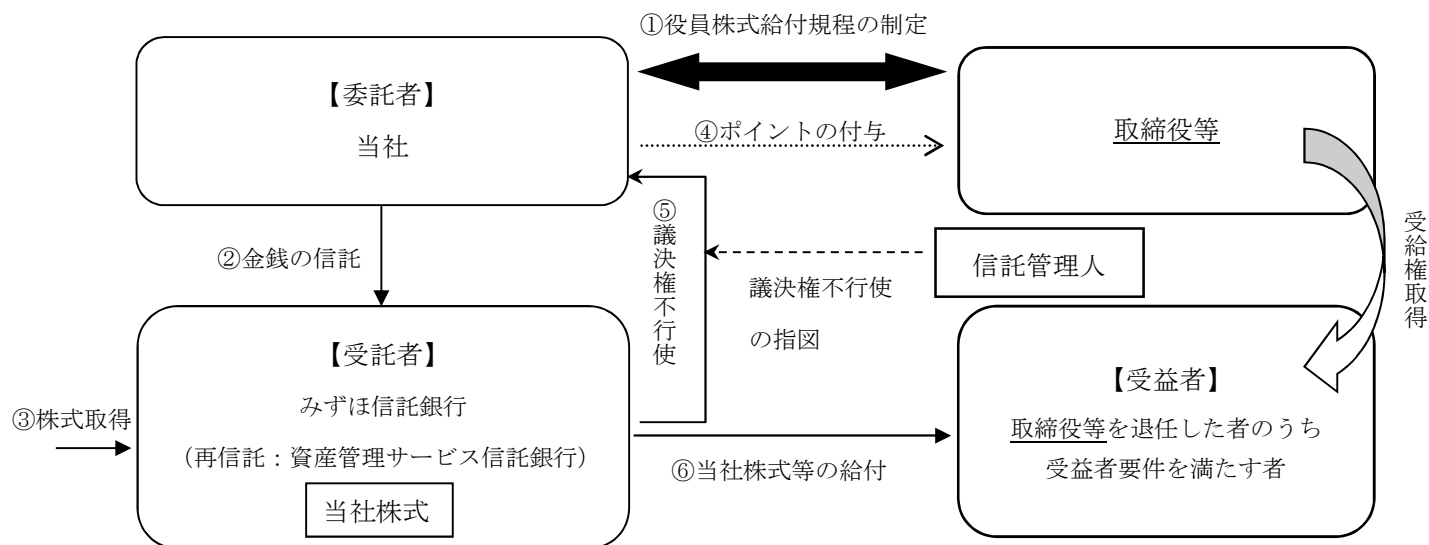 ①役員株式給付規程の制定
【委託者】
当社
④ポイントの付与
取締役等
②金銭の信託
⑤議決権不行使
議決権不行使
の指図
信託管理人
受給権取得
③株式取得
【受託者】
みずほ信託銀行
（再信託：資産管理サービス信託銀行）
当社株式
⑥当社株式等の給付
【受益者】
取締役等を退任した者のうち
受益者要件を満たす者